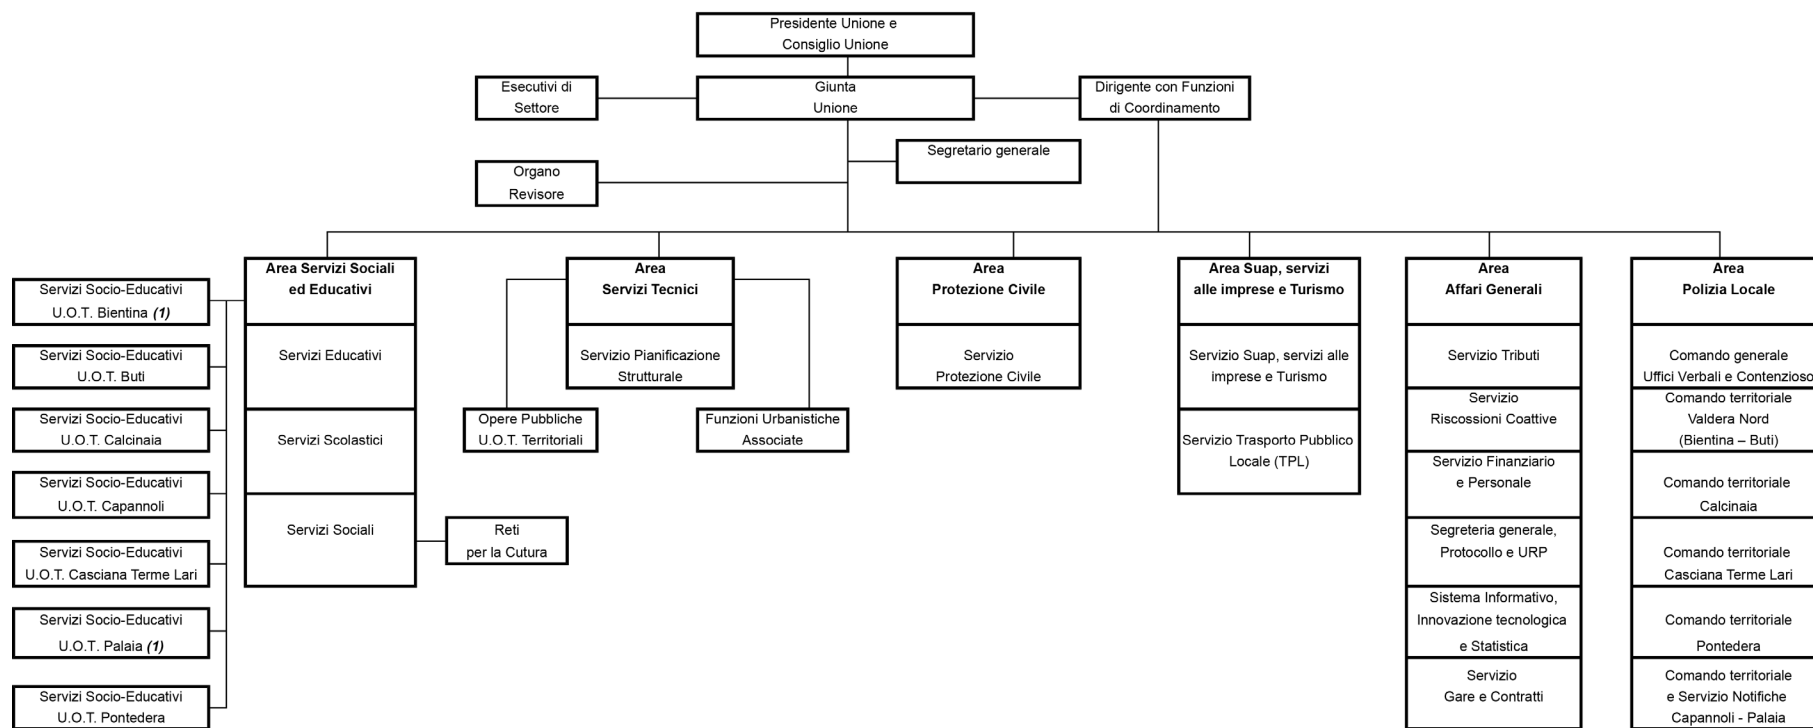 Presidente Unione e
Consiglio Unione
Esecutivi di
Settore
Giunta
Unione
Dirigente con Funzioni
di Coordinamento
Segretario generale
Organo
Revisore
Area Servizi Sociali
ed Educativi
Servizi Educativi
Servizi Scolastici
Servizi Sociali
Reti
per la Cutura
Servizi Socio-Educativi
U.O.T. Bientina (1)
Servizi Socio-Educativi
U.O.T. Buti
Servizi Socio-Educativi
U.O.T. Calcinaia
Servizi Socio-Educativi
U.O.T. Capannoli
Servizi Socio-Educativi
U.O.T. Casciana Terme Lari
Servizi Socio-Educativi
U.O.T. Palaia (1)
Servizi Socio-Educativi
U.O.T. Pontedera
Area
Servizi Tecnici
Servizio Pianificazione
Strutturale
Opere Pubbliche
U.O.T. Territoriali
Funzioni Urbanistiche
Associate
Area
Protezione Civile
Servizio
Protezione Civile
Area Suap, servizi
alle imprese e Turismo
Servizio Suap, servizi alle
imprese e Turismo
Servizio Trasporto Pubblico
Locale (TPL)
Area
Affari Generali
Servizio Tributi
Servizio
Riscossioni Coattive
Servizio Finanziario
e Personale
Segreteria generale,
Protocollo e URP
Sistema Informativo,
Innovazione tecnologica
e Statistica
Servizio
Gare e Contratti
Area
Polizia Locale
Comando generale
Uffici Verbali e Contenzioso
Comando territoriale
Valdera Nord
(Bientina – Buti)
Comando territoriale
Calcinaia
Comando territoriale
Casciana Terme Lari
Comando territoriale
Pontedera
Comando territoriale
e Servizio Notifiche
Capannoli - Palaia